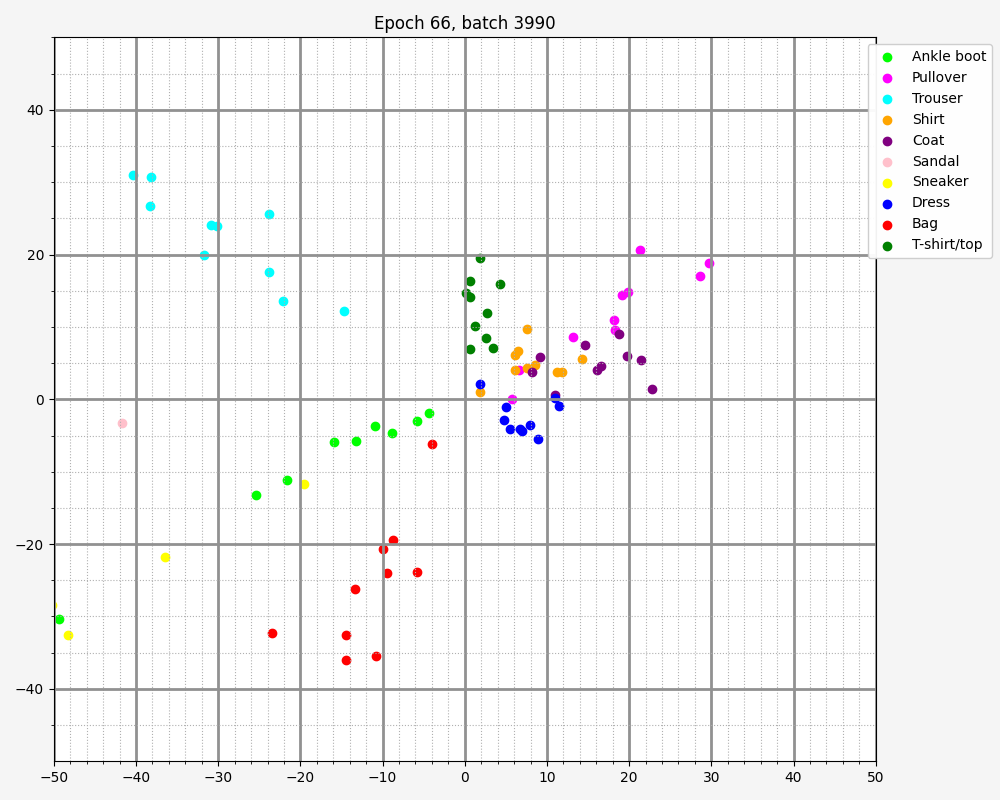 Epoch 66, batch 3990
Ankle boot
Pullover
Trouser
Shirt
Coat
Sandal
Sneaker
Dress
Bag
T-shirt/top
40
20
0
−20
−40
−50 −40 −30 −20 −10 0 10 20 30 40 50